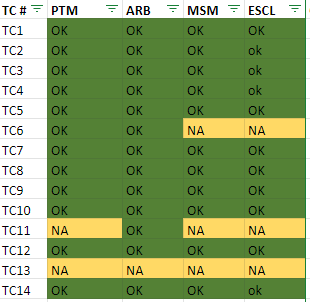 TC # PTM ARB MSM ESCL
TC1 OK OK OK OK
TC2 OK OK OK ok
TC3 OK OK OK ok
TC4 OK OK OK ok
TC5 OK OK OK OK
TC6 OK OK NA NA
TC7 OK OK OK OK
TC8 OK OK OK OK
TC9 OK OK OK OK
TC10 OK OK OK OK
TC11 NA OK NA NA
TC12 OK OK OK OK
TC13 NA NA NA NA
TC14 OK OK OK ok